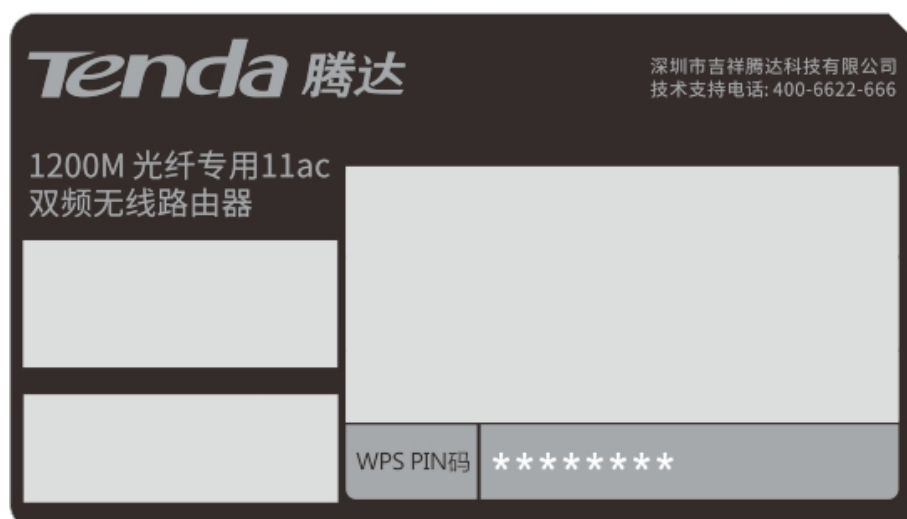 Tenda 腾达
深圳市吉祥腾达科技有限公司
技术支持电话: 400-6622-666
1200M 光纤专用11ac
双频无线路由器
WPS PIN码 ********